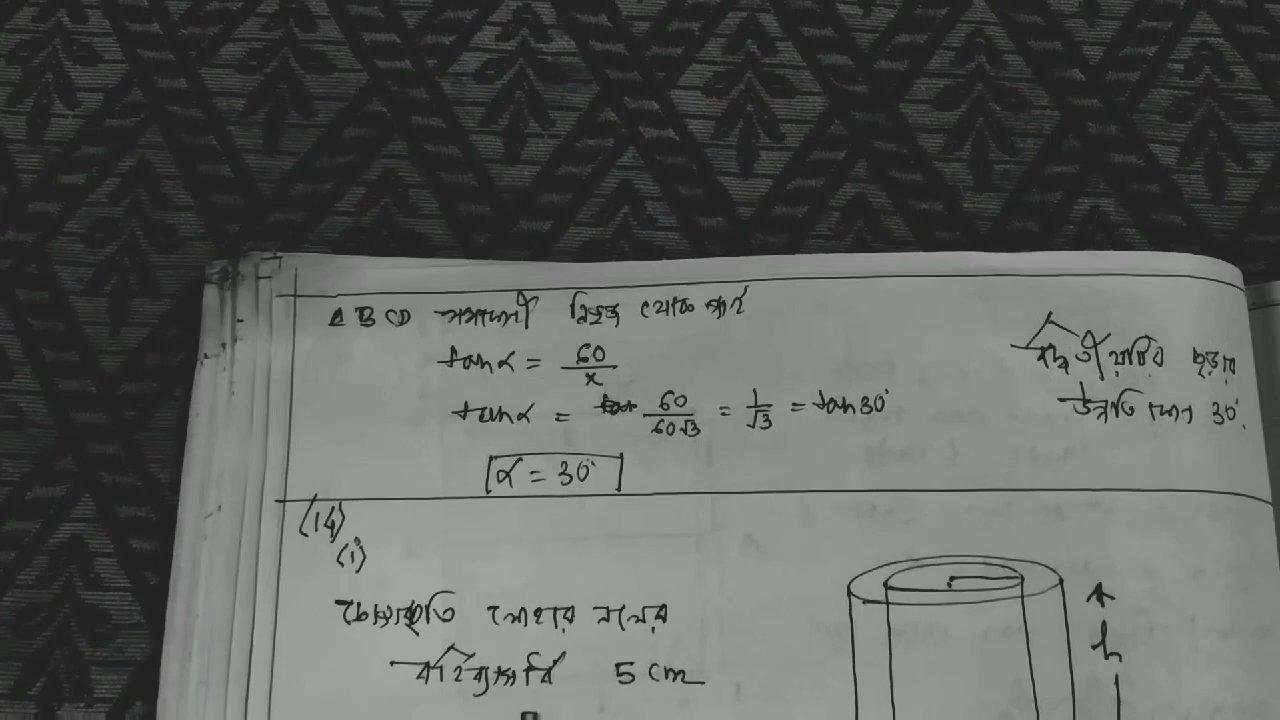 ABCD সমকোণী ত্রিভুজ থেকে পাই
tanα = 60/x
tanα = 60/60√3 = 1/√3 = tan30°
α = 30°
উন্নতি কোণ 30°.
(14)
(i)
লোহার নলের
বহির্ব্যাসার্ধ 5 cm
h